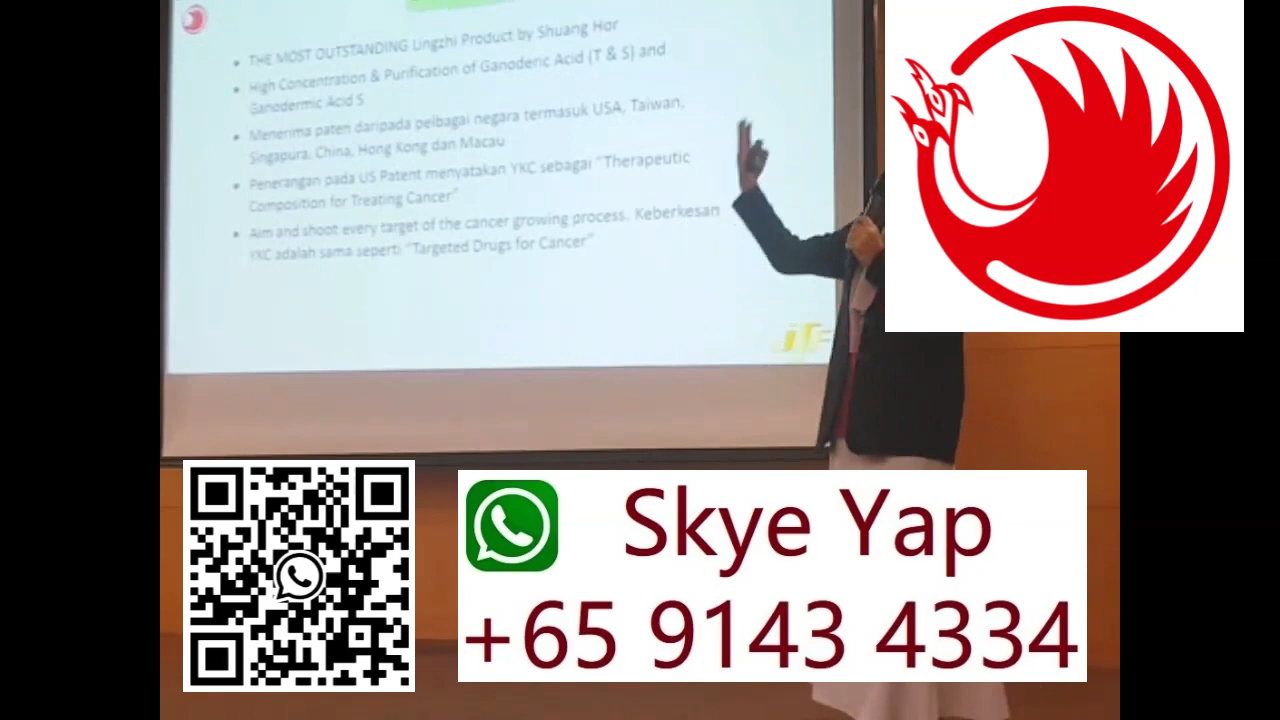 THE MOST OUTSTANDING Lingzhi Product by Shuang Hor
High Concentration & Purification of Ganoderic Acid (T & S) and
Ganodermic Acid S
Menerima paten daripada pelbagai negara termasuk USA, Taiwan,
Singapura, China, Hong Kong dan Macau
Penerangan pada US Patent menyatakan YKC sebagai "Therapeutic
Composition for Treating Cancer"
Aim and shoot every target of the cancer growing process. Keberkesan
YKC adalah sama seperti "Targeted Drugs for Cancer"
Skye Yap
+65 9143 4334